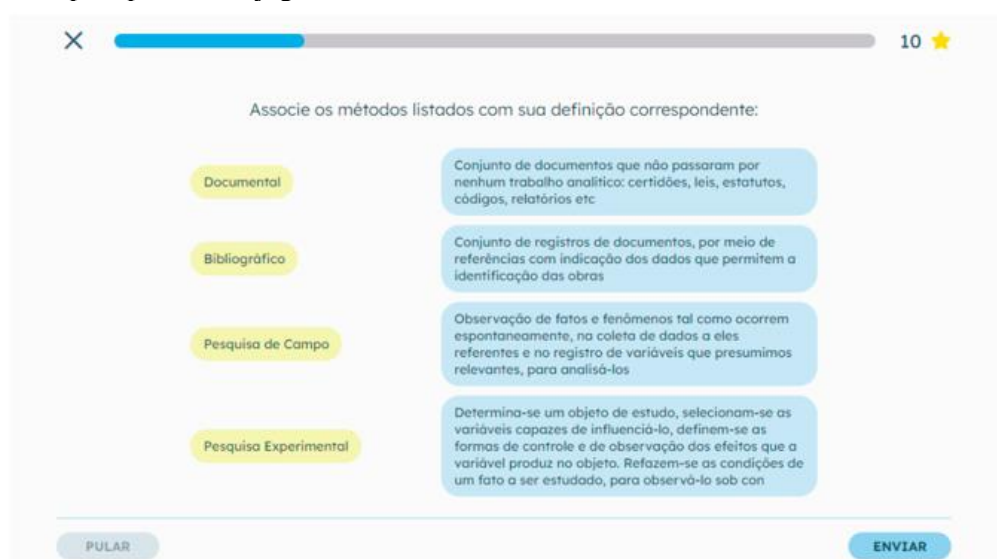 10
Associe os métodos listados com sua definição correspondente:
Documental
Conjunto de documentos que não passaram por
nenhum trabalho analítico: certidões, leis, estatutos,
códigos, relatórios etc
Bibliográfico
Conjunto de registros de documentos, por meio de
referências com indicação dos dados que permitem a
identificação das obras
Pesquisa de Campo
Observação de fatos e fenômenos tal como ocorrem
espontaneamente, na coleta de dados a eles
referentes e no registro de variáveis que presumimos
relevantes, para analisá-los
Pesquisa Experimental
Determina-se um objeto de estudo, selecionam-se as
variáveis capazes de influenciá-lo, definem-se as
formas de controle e de observação dos efeitos que a
variável produz no objeto. Refazem-se as condições de
um fato a ser estudado, para observá-lo sob con
PULAR
ENVIAR